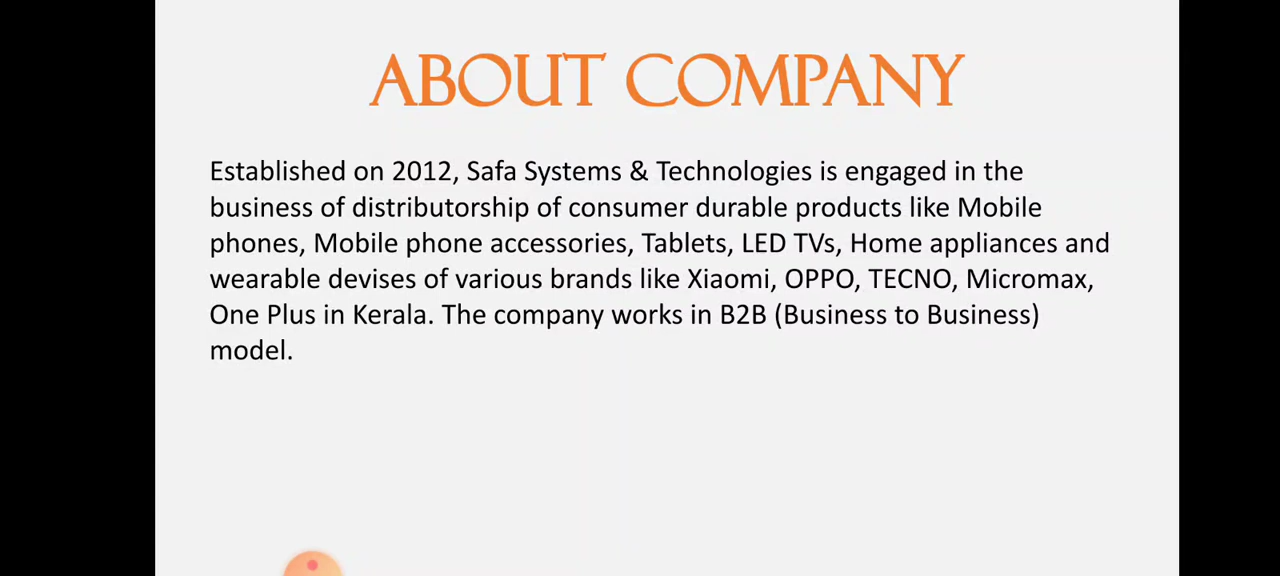 ABOUT COMPANY
Established on 2012, Safa Systems & Technologies is engaged in the
business of distributorship of consumer durable products like Mobile
phones, Mobile phone accessories, Tablets, LED TVs, Home appliances and
wearable devises of various brands like Xiaomi, OPPO, TECNO, Micromax,
One Plus in Kerala. The company works in B2B (Business to Business)
model.